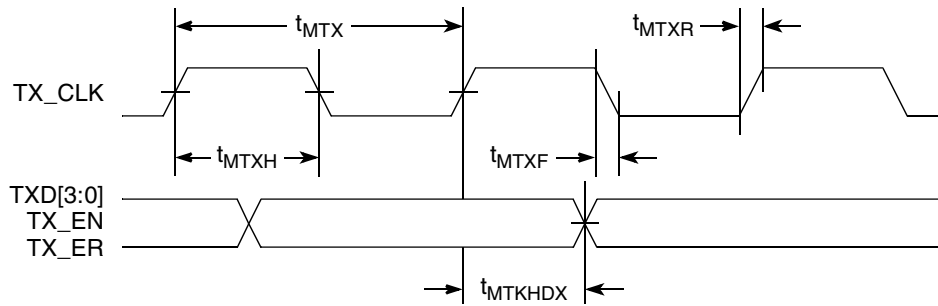 tMTX
tMTXR
TX_CLK
tMTXH
tMTXF
TXD[3:0]
TX_EN
TX_ER
tMTKHDX